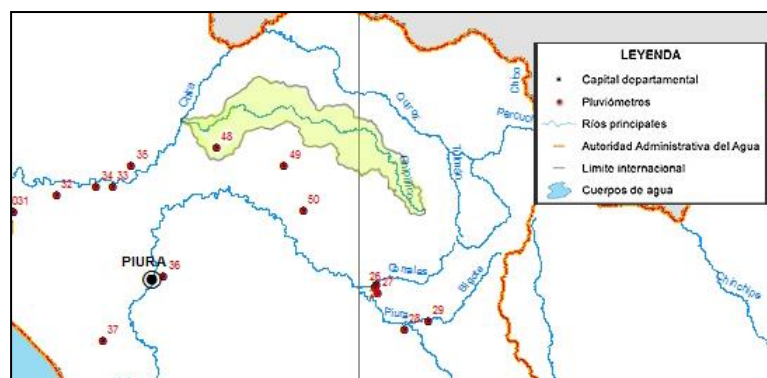 LEYENDA
Capital departamental
Pluviómetros
Ríos principales
Autoridad Administrativa del Agua
Límite internacional
Cuerpos de agua
Chira
Quiroz
48
35
49
34
33
32
031
50
PIURA
36
Corrales
26
27
Bigote
Piura
28
29
37
Chinchipe